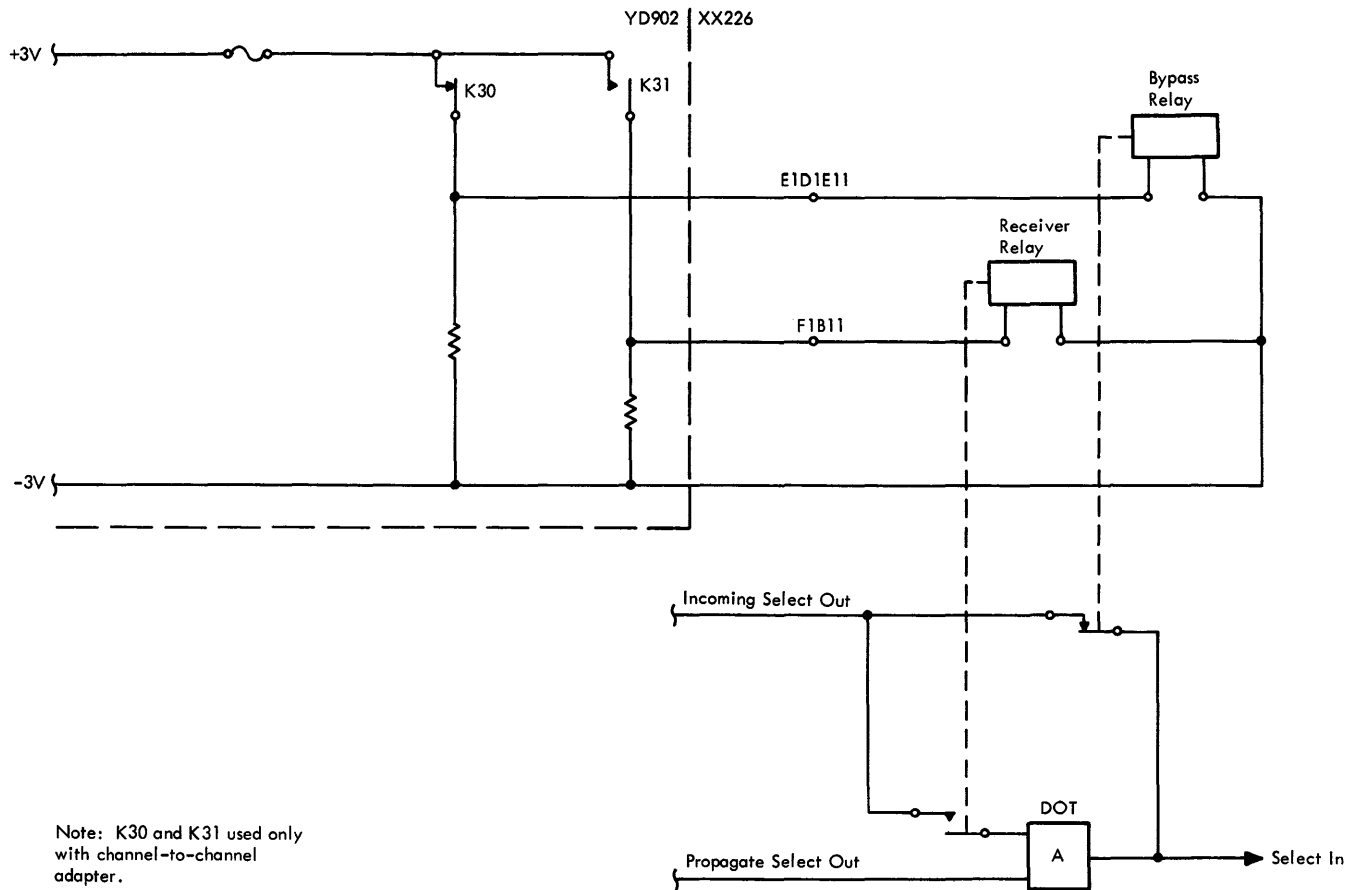 YD902 XX226
+3V
K30
K31
Bypass
Relay
E1D1E11
Receiver
Relay
F1B11
-3V
Incoming Select Out
DOT
A
Propagate Select Out
Select In
Note: K30 and K31 used only
with channel-to-channel
adapter.